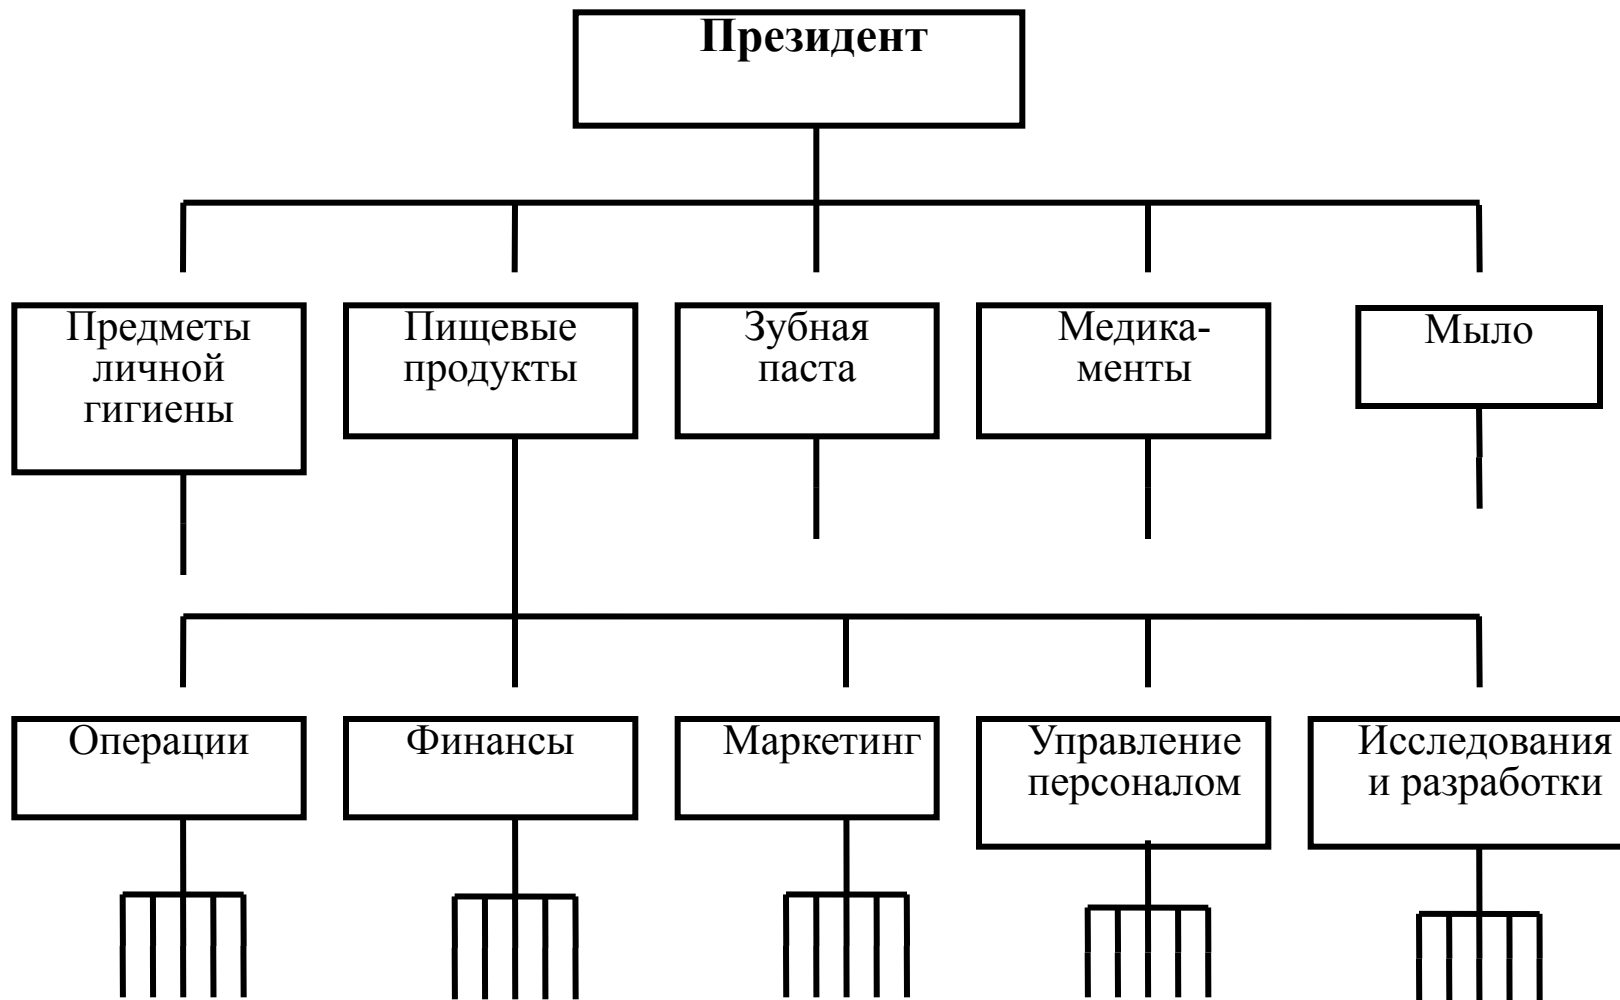 Президент
Предметы
личной
гигиены
Пищевые
продукты
Зубная
паста
Медика-
менты
Мыло
Операции
Финансы
Маркетинг
Управление
персоналом
Исследования
и разработки